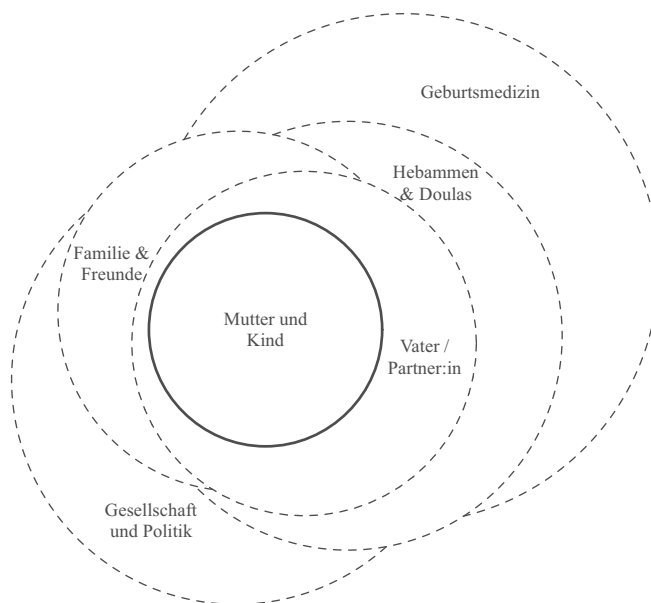 Geburtsmedizin
Hebammen
& Doulas
Familie &
Freunde
Mutter und
Kind
Vater /
Partner:in
Gesellschaft
und Politik